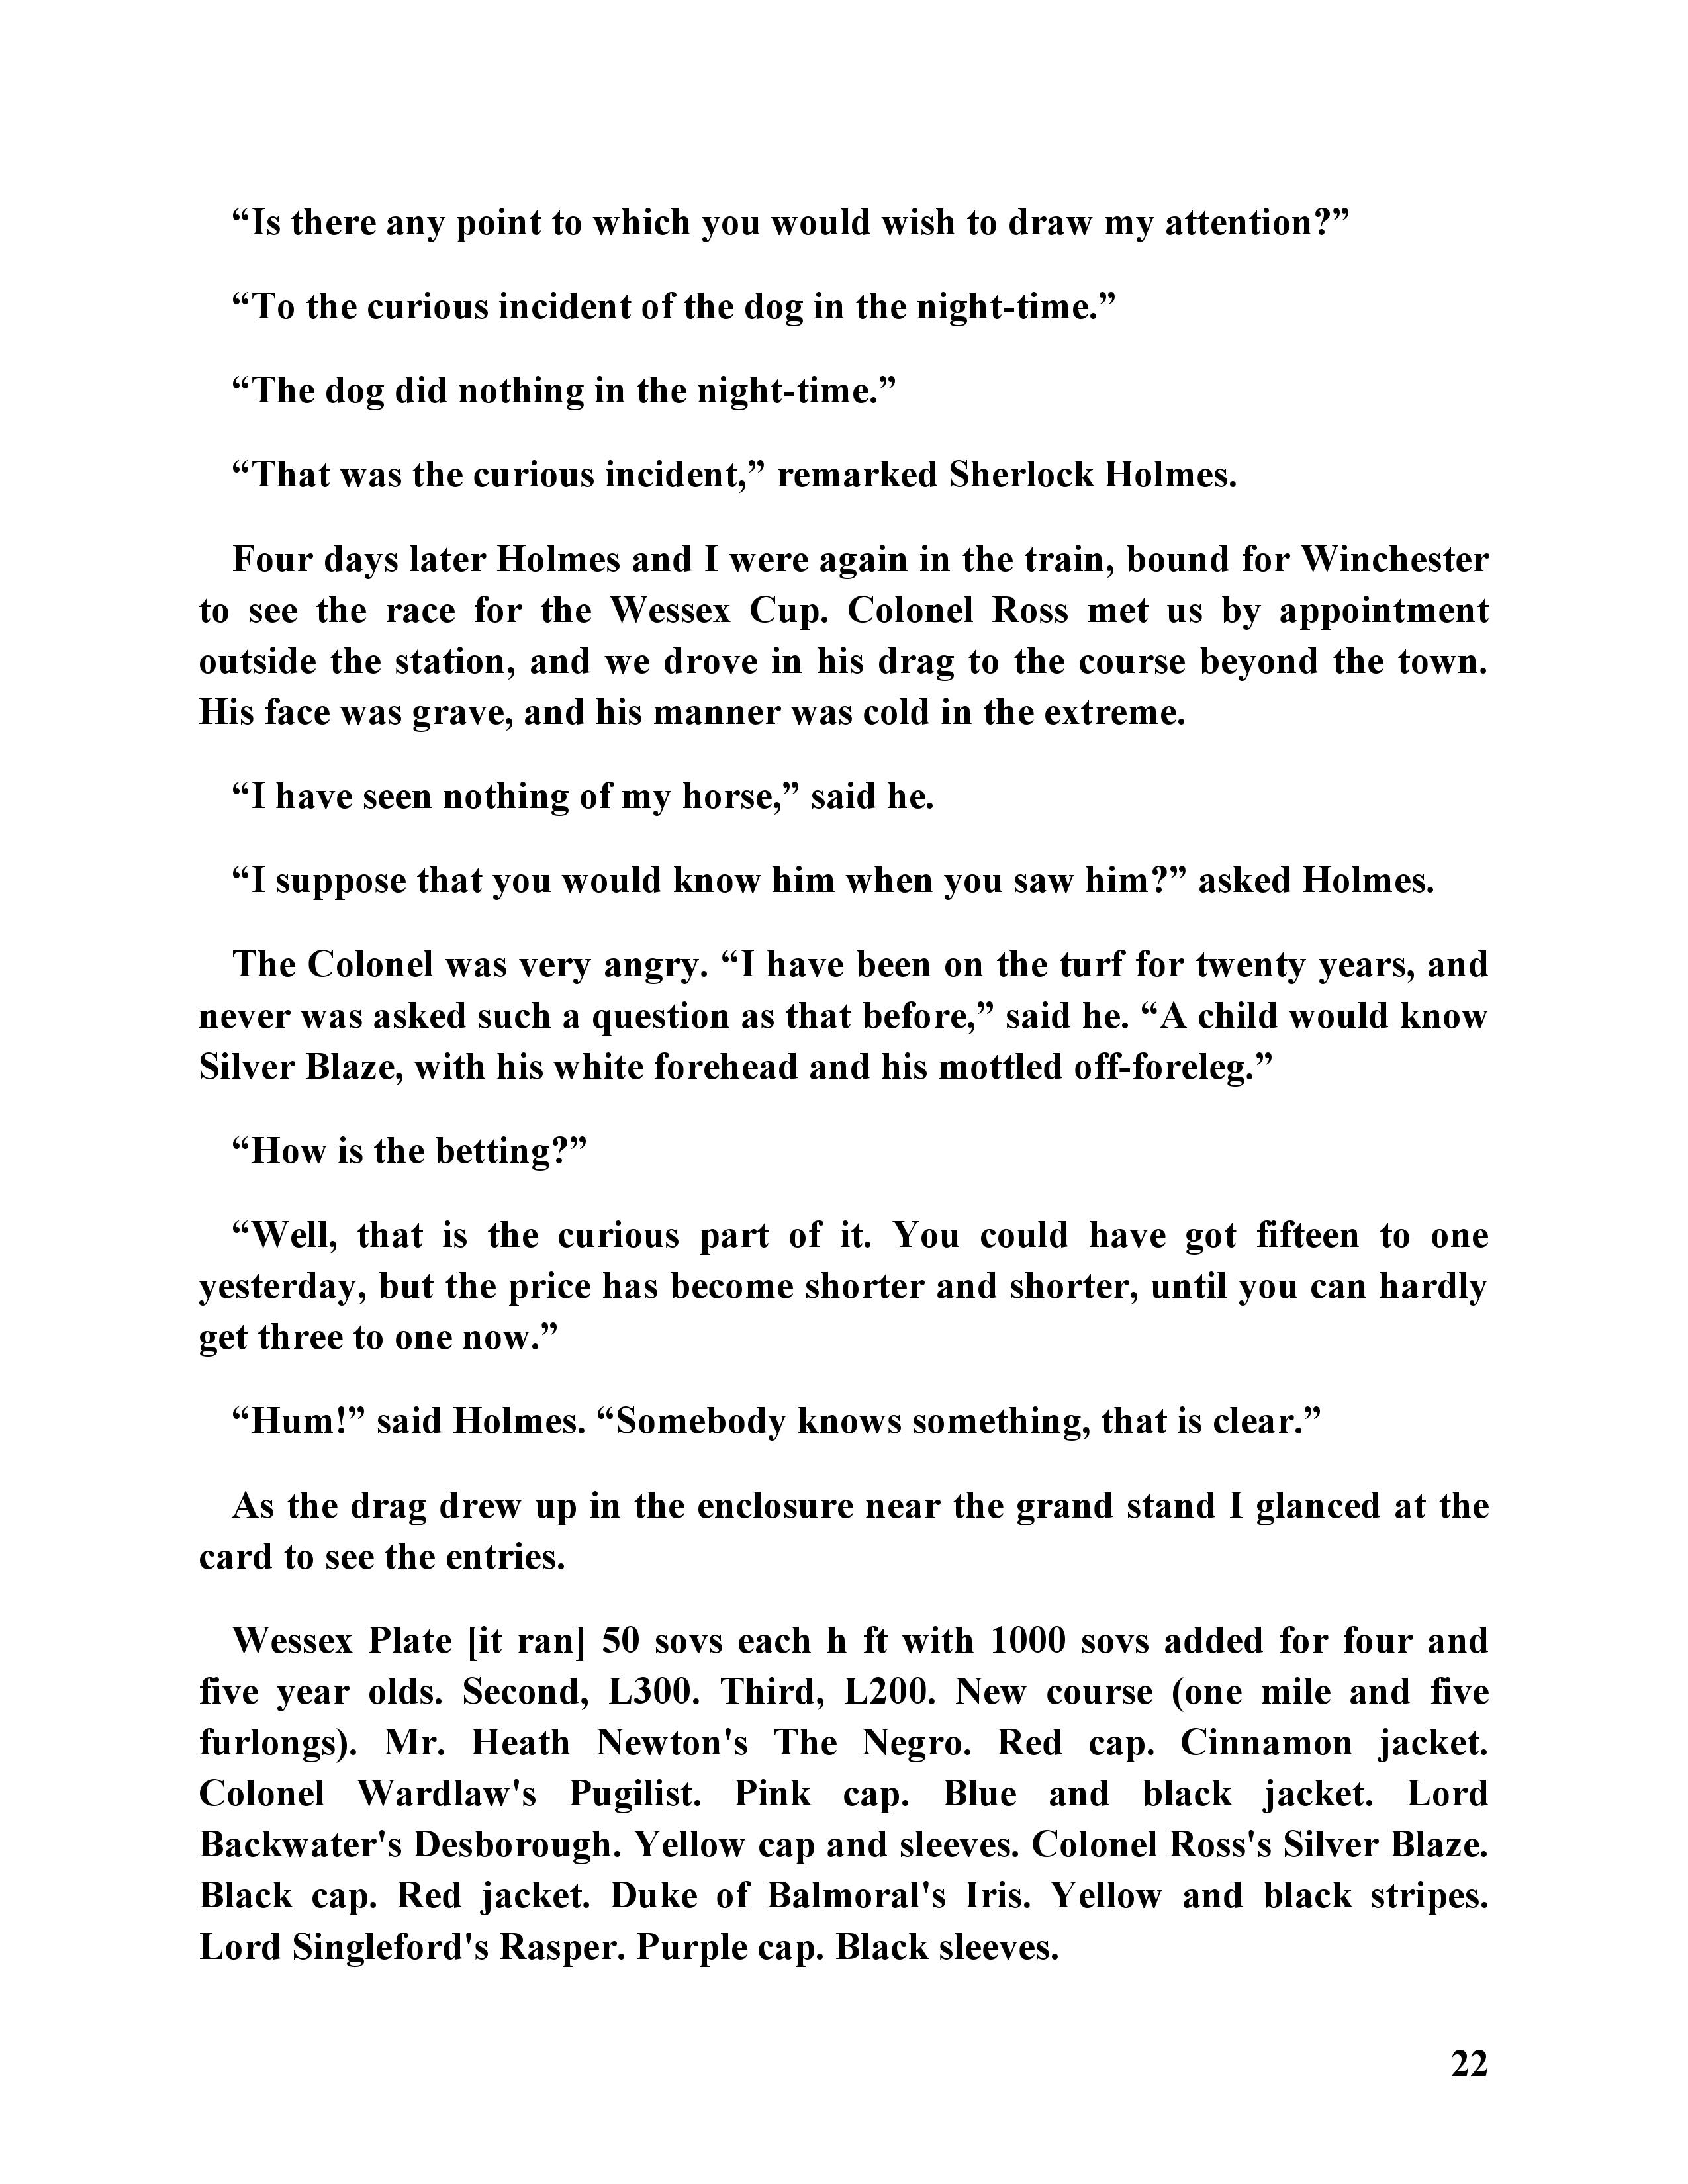 “Is there any point to which you would wish to draw my attention?”
“To the curious incident of the dog in the night-time.”
“The dog did nothing in the night-time.”
“That was the curious incident,” remarked Sherlock Holmes.
Four days later Holmes and I were again in the train, bound for Winchester
to see the race for the Wessex Cup. Colonel Ross met us by appointment
outside the station, and we drove in his drag to the course beyond the town.
His face was grave, and his manner was cold in the extreme.
“I have seen nothing of my horse,” said he.
“I suppose that you would know him when you saw him?” asked Holmes.
The Colonel was very angry. “I have been on the turf for twenty years, and
never was asked such a question as that before,” said he. “A child would know
Silver Blaze, with his white forehead and his mottled off-foreleg.”
“How is the betting?”
“Well, that is the curious part of it. You could have got fifteen to one
yesterday, but the price has become shorter and shorter, until you can hardly
get three to one now.”
“Hum!” said Holmes. “Somebody knows something, that is clear.”
As the drag drew up in the enclosure near the grand stand I glanced at the
card to see the entries.
Wessex Plate [it ran] 50 sovs each h ft with 1000 sovs added for four and
five year olds. Second, L300. Third, L200. New course (one mile and five
furlongs). Mr. Heath Newton's The Negro. Red cap. Cinnamon jacket.
Colonel Wardlaw's Pugilist. Pink cap. Blue and black jacket. Lord
Backwater's Desborough. Yellow cap and sleeves. Colonel Ross's Silver Blaze.
Black cap. Red jacket. Duke of Balmoral's Iris. Yellow and black stripes.
Lord Singleford's Rasper. Purple cap. Black sleeves.
22